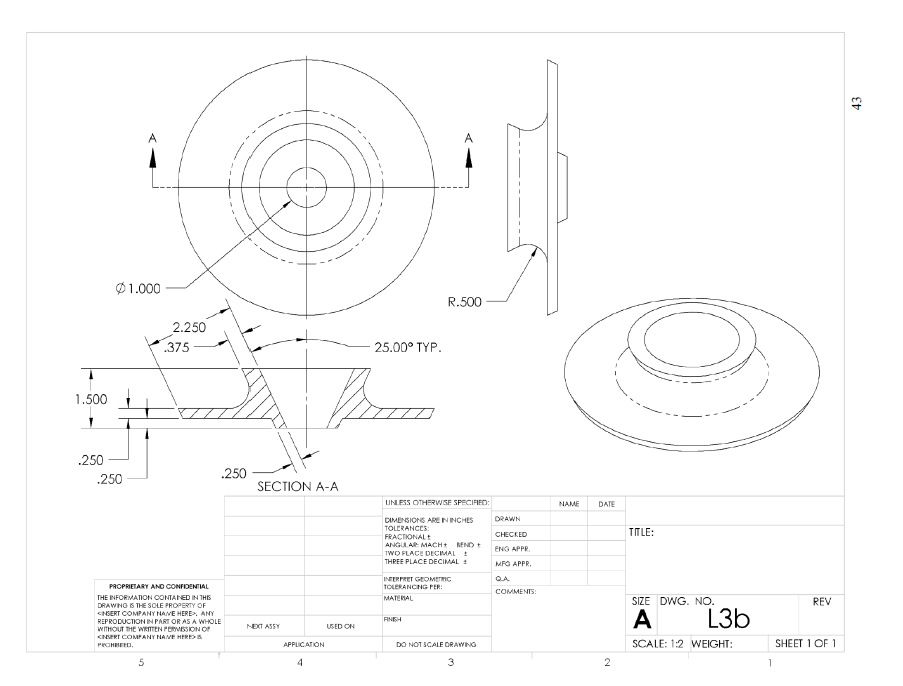 43
A
A
Ø1.000
R.500
2.250
.375
25.00° TYP.
1.500
.250
.250
.250
SECTION A-A
UNLESS OTHERWISE SPECIFIED:
DIMENSIONS ARE IN INCHES
TOLERANCES:
FRACTIONAL ±
ANGULAR: MACH ± BEND ±
TWO PLACE DECIMAL ±
THREE PLACE DECIMAL ±
INTERPRET GEOMETRIC
TOLERANCING PER:
MATERIAL
FINISH
DO NOT SCALE DRAWING
NAME DATE
DRAWN
CHECKED
ENG APPR.
MFG APPR.
Q.A.
COMMENTS:
TITLE:
SIZE DWG. NO. REV
A L3b
SCALE: 1:2 WEIGHT: SHEET 1 OF 1
PROPRIETARY AND CONFIDENTIAL
THE INFORMATION CONTAINED IN THIS
DRAWING IS THE SOLE PROPERTY OF
<INSERT COMPANY NAME HERE>. ANY
REPRODUCTION IN PART OR AS A WHOLE
WITHOUT THE WRITTEN PERMISSION OF
<INSERT COMPANY NAME HERE> IS
PROHIBITED.
NEXT ASSY USED ON
APPLICATION
5 4 3 2 1